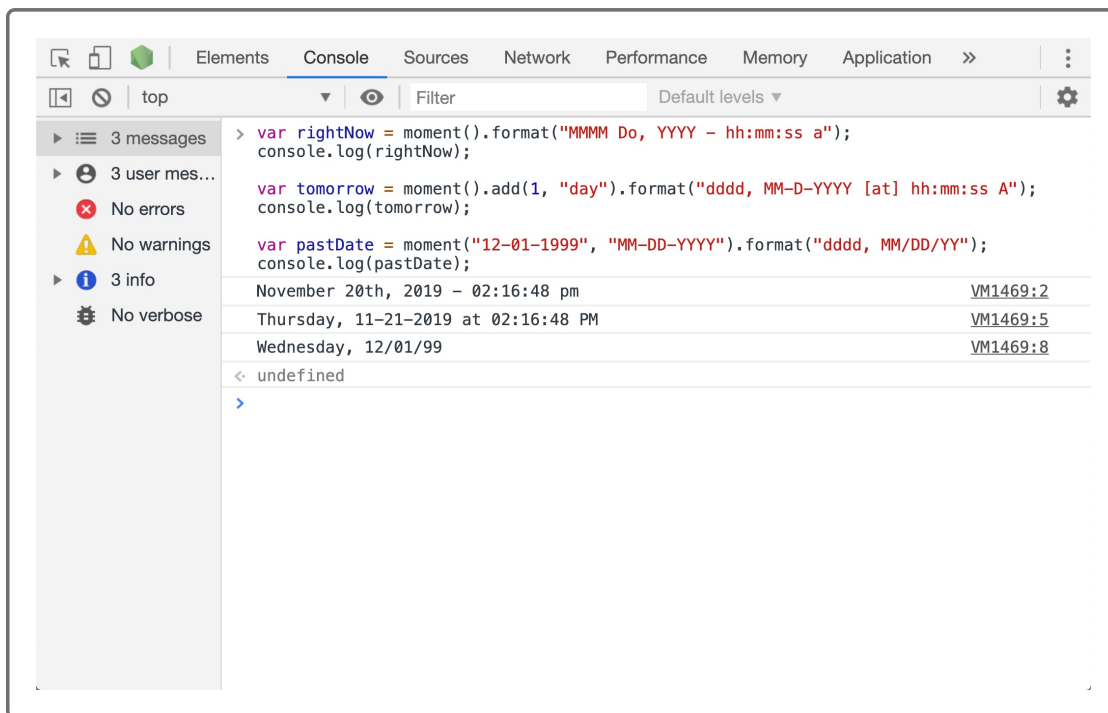 Elements Console Sources Network Performance Memory Application »
top Filter Default levels ▼
3 messages
3 user mes...
No errors
No warnings
3 info
No verbose
> var rightNow = moment().format("MMMM Do, YYYY - hh:mm:ss a");
console.log(rightNow);
var tomorrow = moment().add(1, "day").format("dddd, MM-D-YYYY [at] hh:mm:ss A");
console.log(tomorrow);
var pastDate = moment("12-01-1999", "MM-DD-YYYY").format("dddd, MM/DD/YY");
console.log(pastDate);
November 20th, 2019 - 02:16:48 pm VM1469:2
Thursday, 11-21-2019 at 02:16:48 PM VM1469:5
Wednesday, 12/01/99 VM1469:8
undefined
>